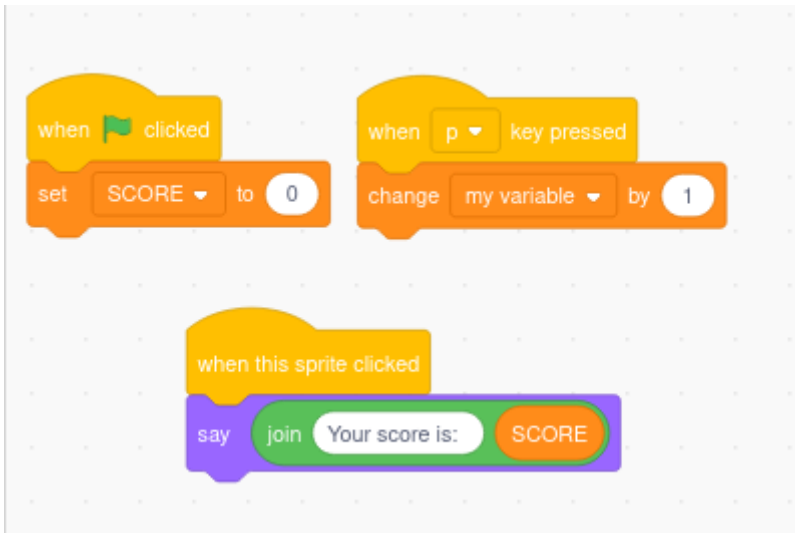 when clicked
set SCORE to 0
when p key pressed
change my variable by 1
when this sprite clicked
say join Your score is: SCORE